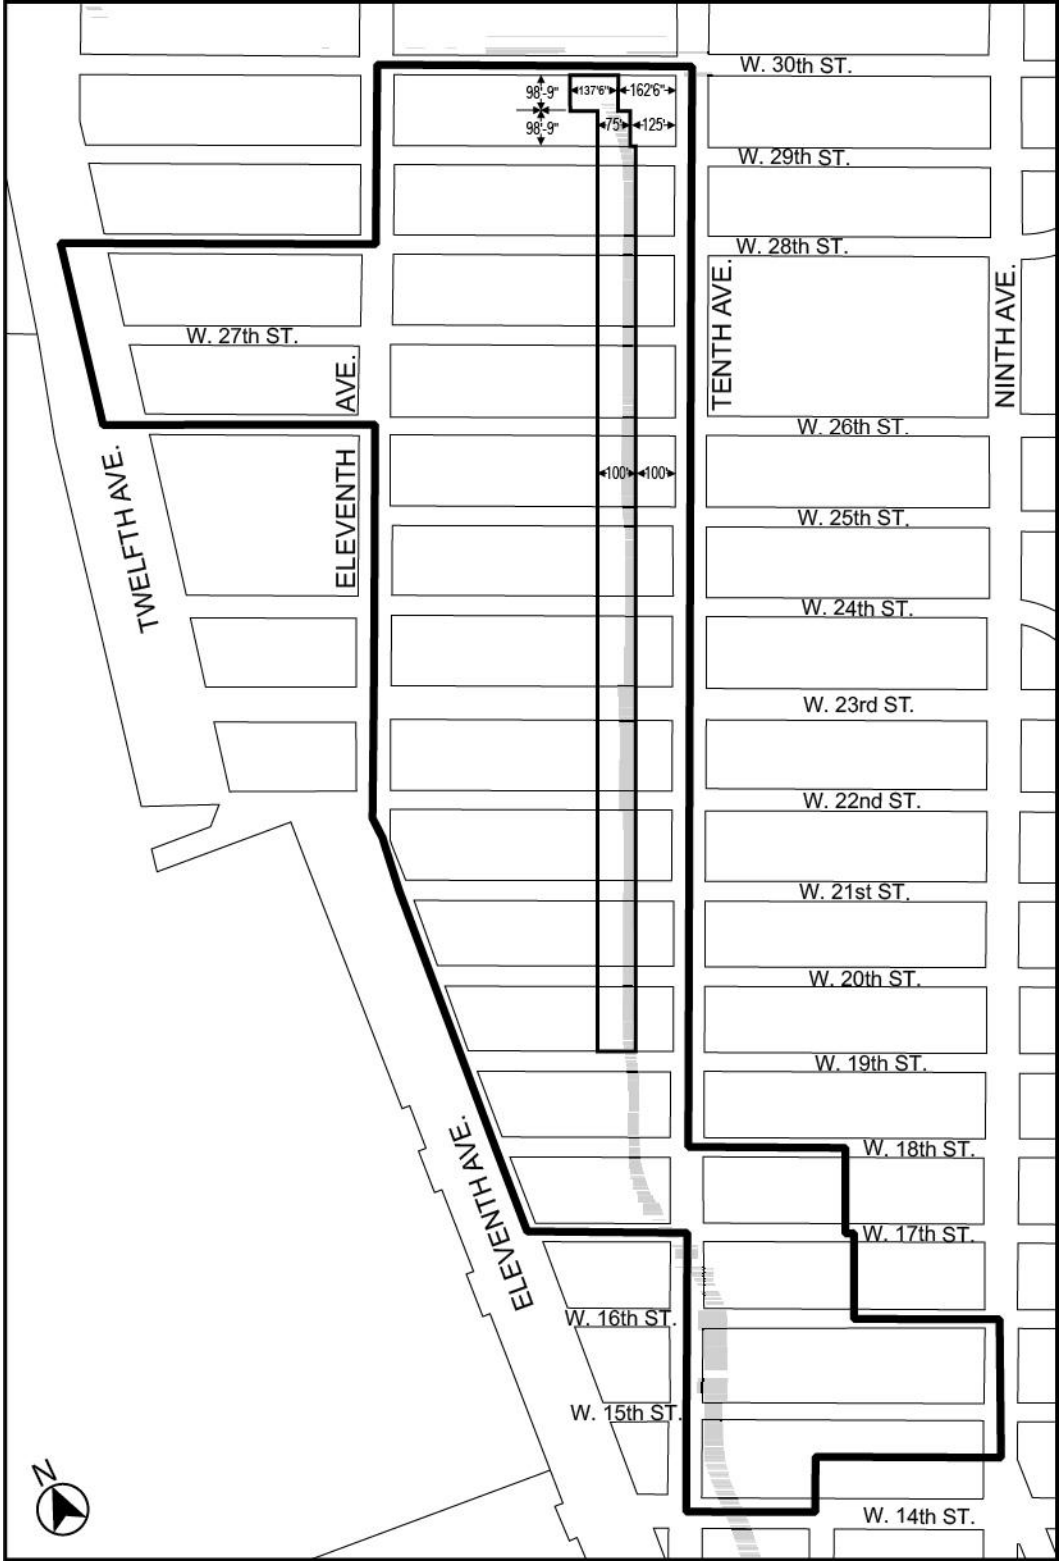 W. 30th ST.
98'-9"
137'6"
162'6"
98'-9"
75'
125'
W. 29th ST.
W. 28th ST.
TENTH AVE.
NINTH AVE.
W. 27th ST.
ELEVENTH AVE.
W. 26th ST.
TWELFTH AVE.
100'
100'
W. 25th ST.
W. 24th ST.
W. 23rd ST.
W. 22nd ST.
W. 21st ST.
W. 20th ST.
W. 19th ST.
ELEVENTH AVE.
W. 18th ST.
W. 17th ST.
W. 16th ST.
W. 15th ST.
N
W. 14th ST.